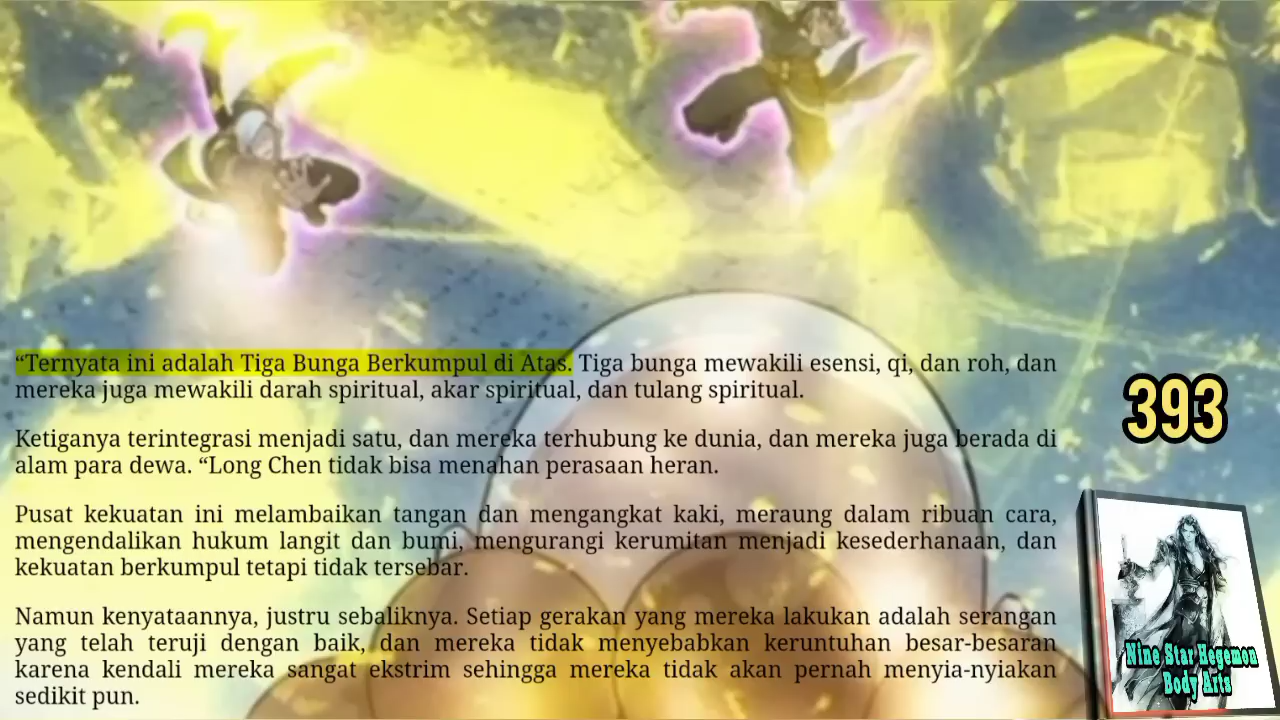 “Ternyata ini adalah Tiga Bunga Berkumpul di Atas. Tiga bunga mewakili esensi, qi, dan roh, dan
mereka juga mewakili darah spiritual, akar spiritual, dan tulang spiritual.
Ketiganya terintegrasi menjadi satu, dan mereka terhubung ke dunia, dan mereka juga berada di
alam para dewa. “Long Chen tidak bisa menahan perasaan heran.
Pusat kekuatan ini melambaikan tangan dan mengangkat kaki, meraung dalam ribuan cara,
mengendalikan hukum langit dan bumi, mengurangi kerumitan menjadi kesederhanaan, dan
kekuatan berkumpul tetapi tidak tersebar.
Namun kenyataannya, justru sebaliknya. Setiap gerakan yang mereka lakukan adalah serangan
yang telah teruji dengan baik, dan mereka tidak menyebabkan keruntuhan besar-besaran
karena kendali mereka sangat ekstrim sehingga mereka tidak akan pernah menyia-nyiakan
sedikit pun.
393
Nine Star Hegemon
Body Arts